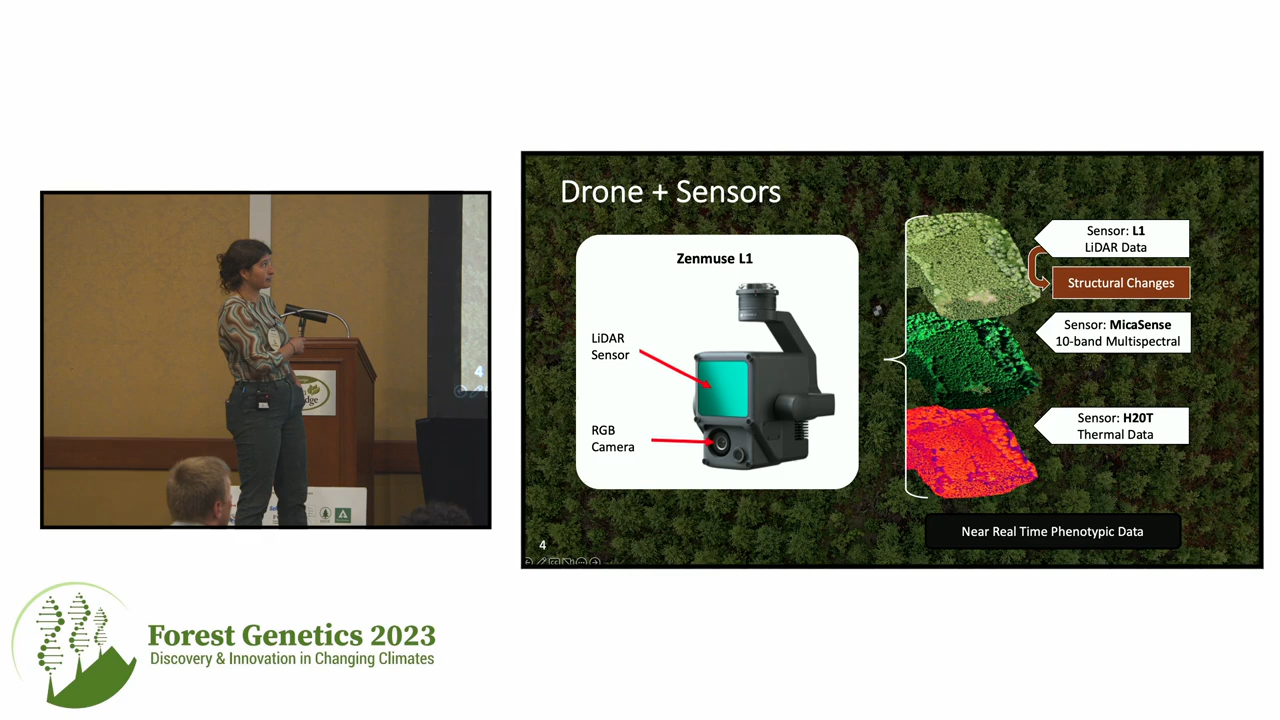 Drone + Sensors
Zenmuse L1
LiDAR
Sensor
RGB
Camera
Sensor: L1
LiDAR Data
Structural Changes
Sensor: MicaSense
10-band Multispectral
Sensor: H20T
Thermal Data
Near Real Time Phenotypic Data
4
4
Forest Genetics 2023
Discovery & Innovation in Changing Climates